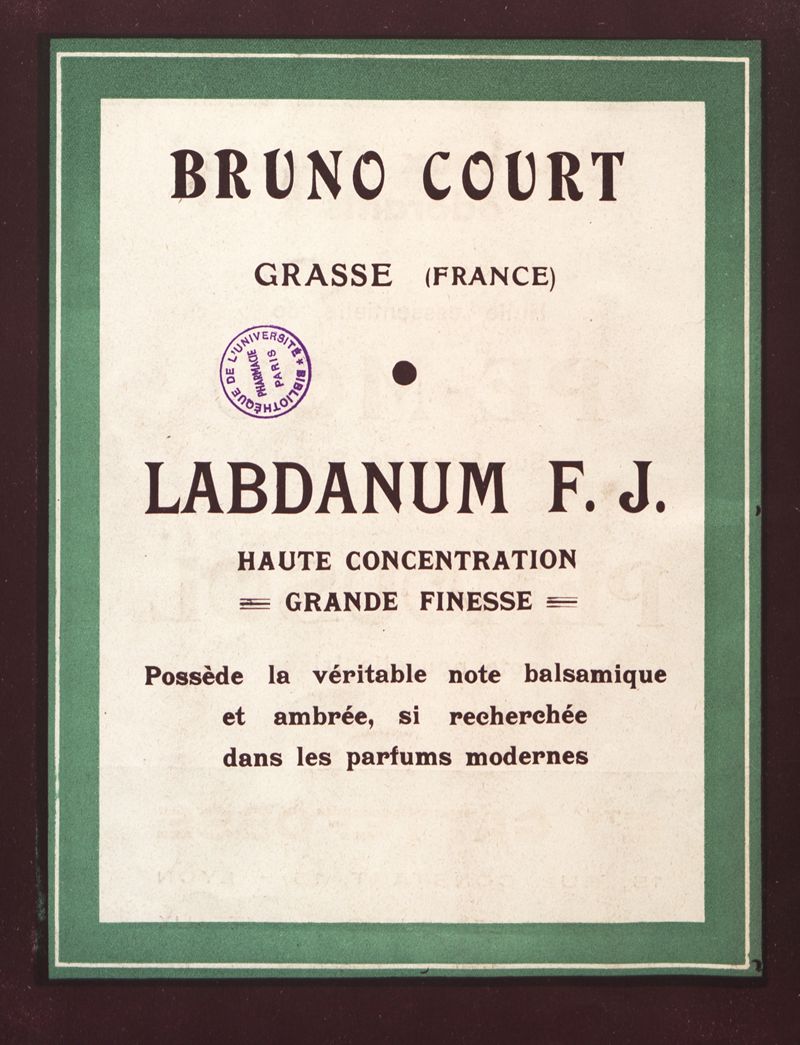 BRUNO COURT
GRASSE (FRANCE)
BIBLIOTHÈQUE DE L'UNIVERSITÉ ★
PHARMACIE
PARIS
LABDANUM F. J.
HAUTE CONCENTRATION
GRANDE FINESSE
Possède la véritable note balsamique
et ambrée, si recherchée
dans les parfums modernes